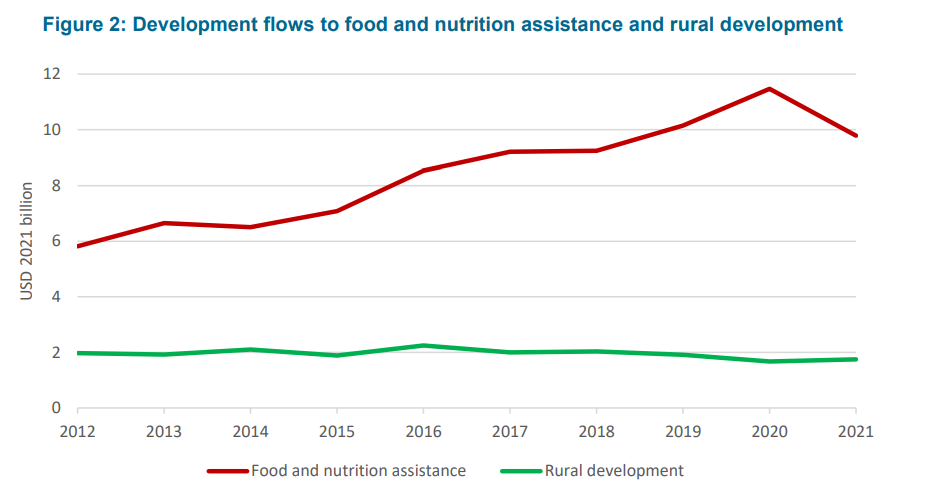 Figure 2: Development flows to food and nutrition assistance and rural development
12
10
8
6
4
2
0
USD 2021 billion
2012 2013 2014 2015 2016 2017 2018 2019 2020 2021
Food and nutrition assistance Rural development